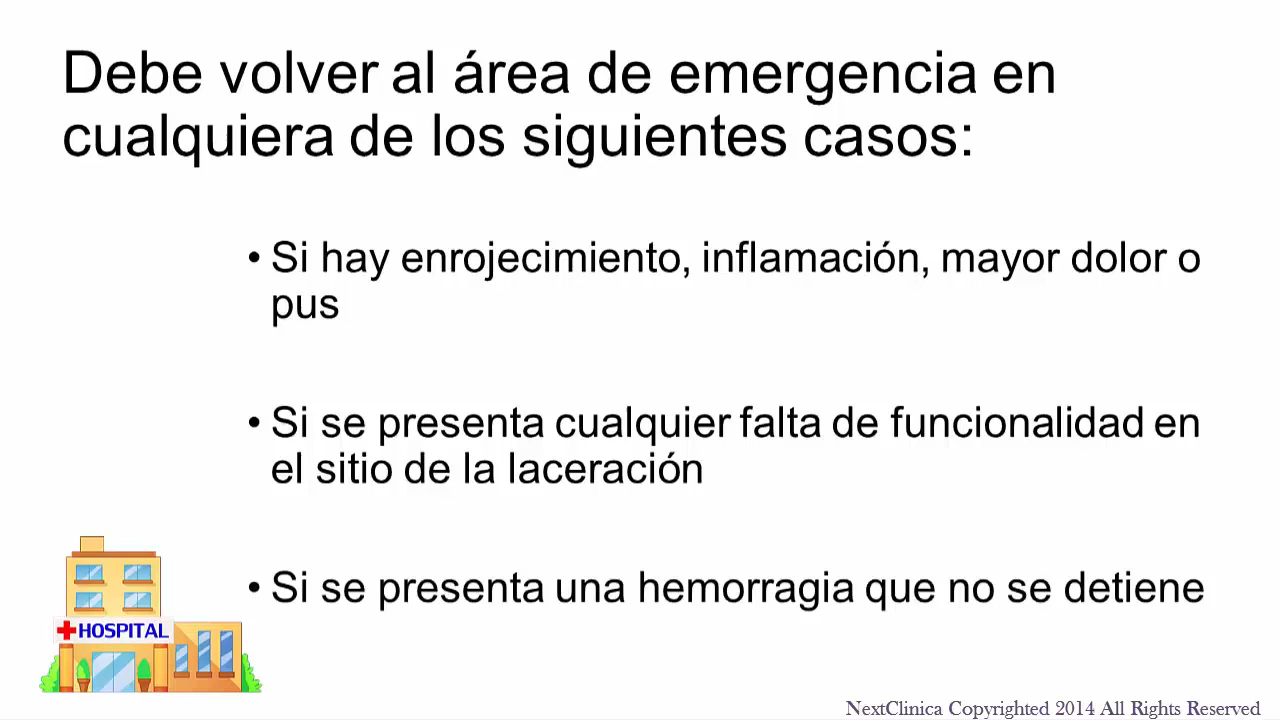 Debe volver al área de emergencia en
cualquiera de los siguientes casos:
• Si hay enrojecimiento, inflamación, mayor dolor o
pus
• Si se presenta cualquier falta de funcionalidad en
el sitio de la laceración
• Si se presenta una hemorragia que no se detiene
HOSPITAL
NextClinica Copyrighted 2014 All Rights Reserved